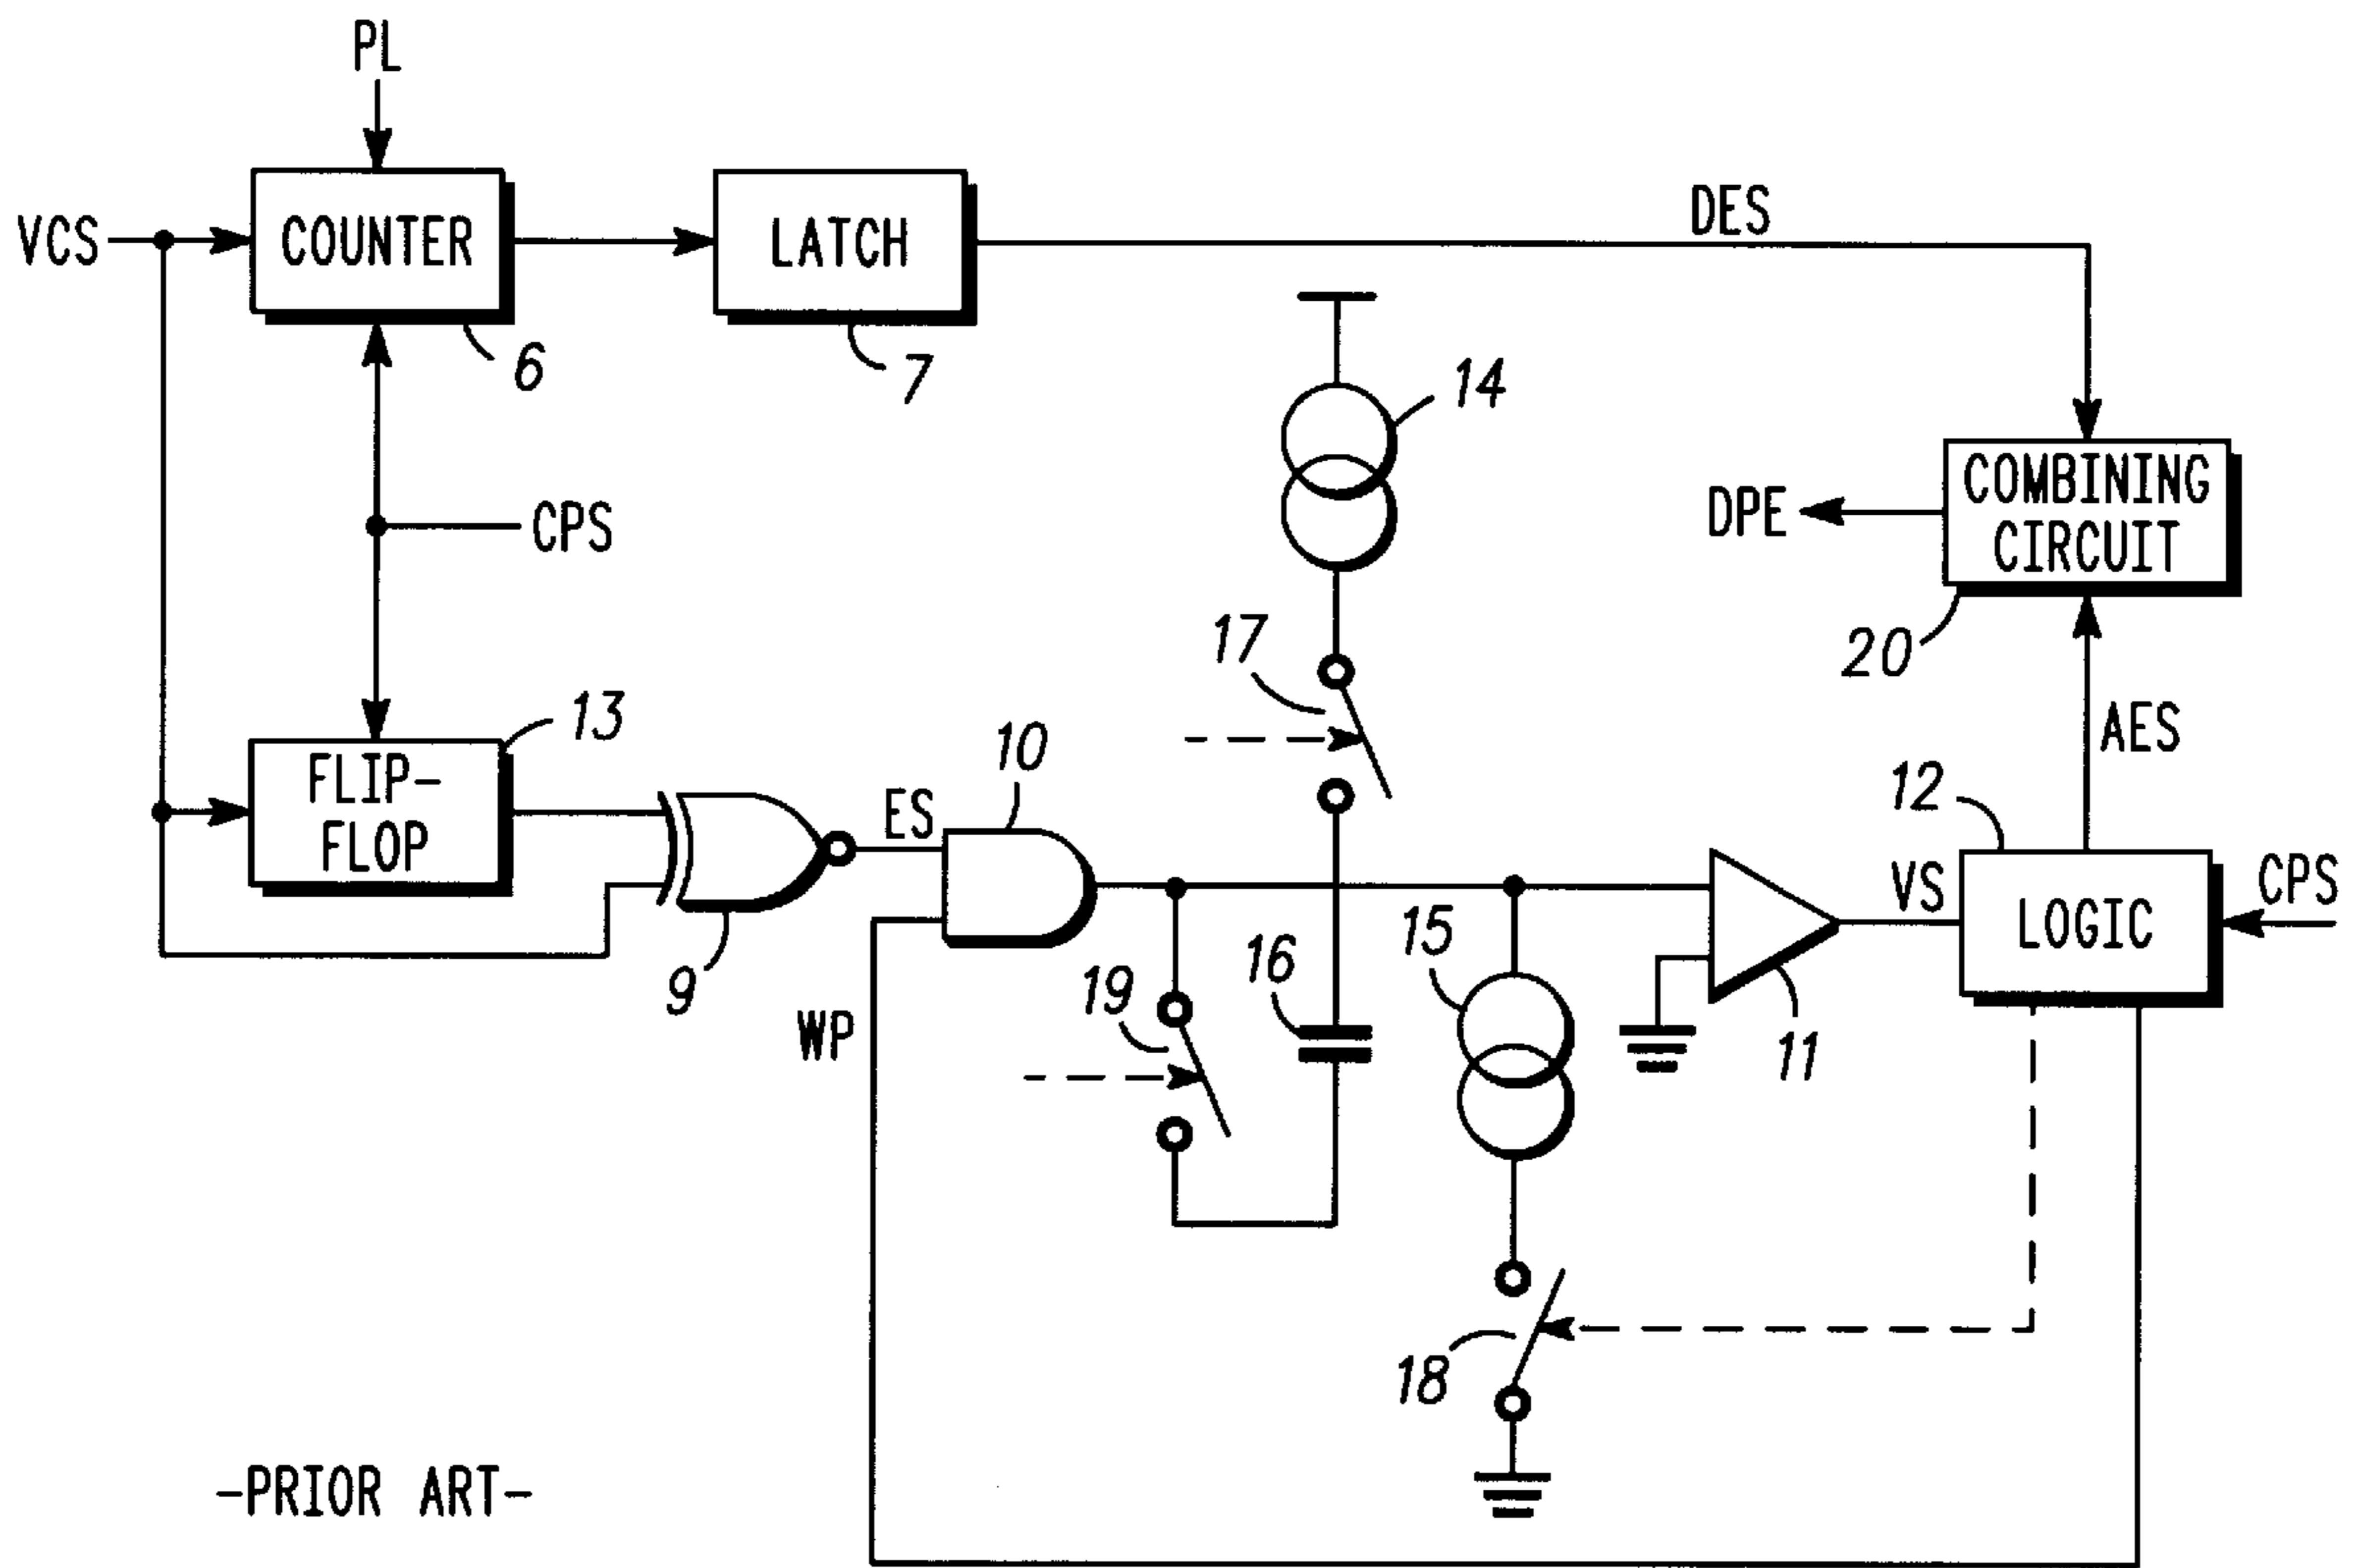 PL
VCS
COUNTER
LATCH
DES
6
7
14
CPS
COMBINING
CIRCUIT
DPE
20
17
13
FLIP-
FLOP
10
ES
AES
12
CPS
VS
LOGIC
9
WP
19
16
15
11
18
-PRIOR ART-